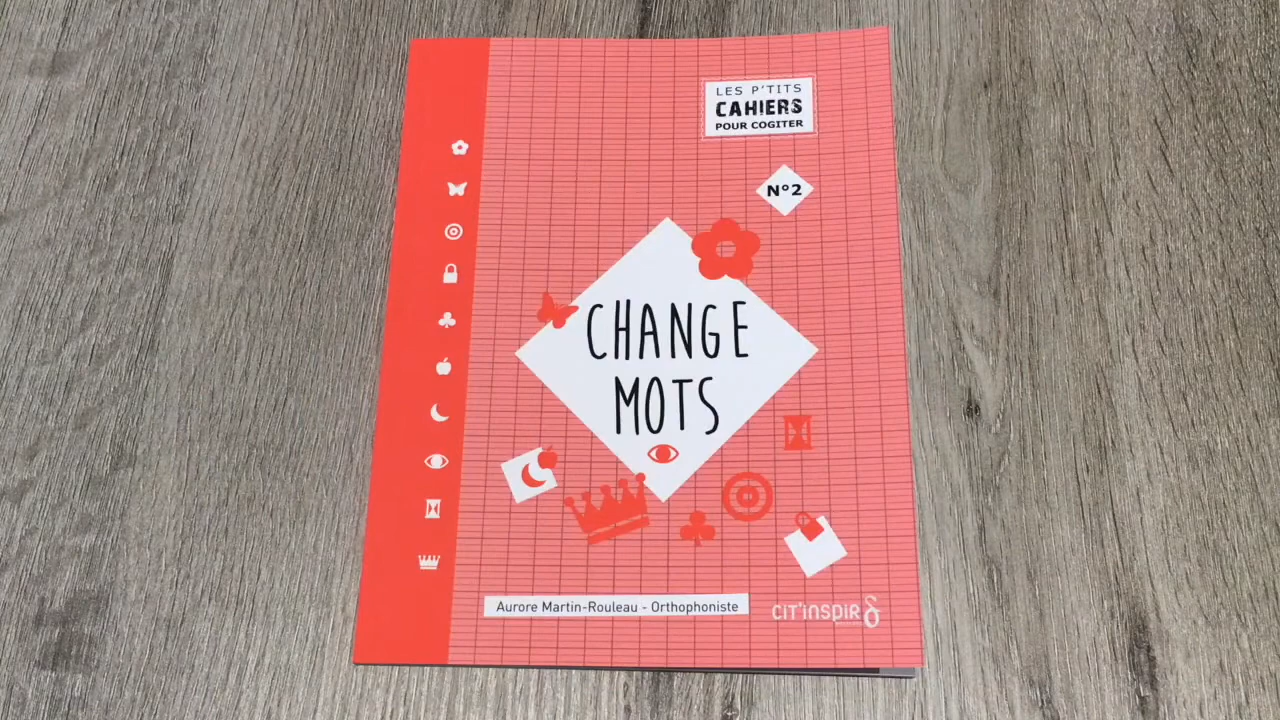 LES P'TITS
CAHIERS
POUR COGITER
N°2
CHANGE
MOTS
Aurore Martin-Rouleau - Orthophoniste
CIT'INSPIR